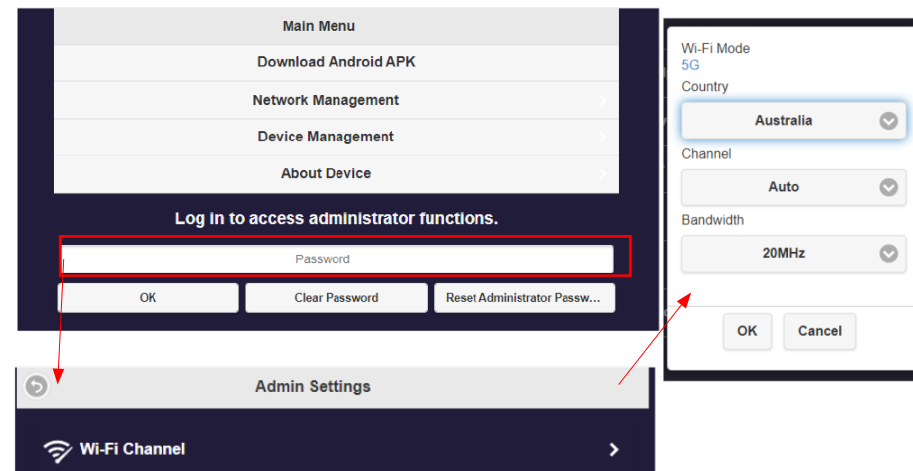 Main Menu
Download Android APK
Network Management
Device Management
About Device
Log in to access administrator functions.
Password
OK
Clear Password
Reset Administrator Passw...
Admin Settings
Wi-Fi Channel
Wi-Fi Mode
5G
Country
Australia
Channel
Auto
Bandwidth
20MHz
OK
Cancel